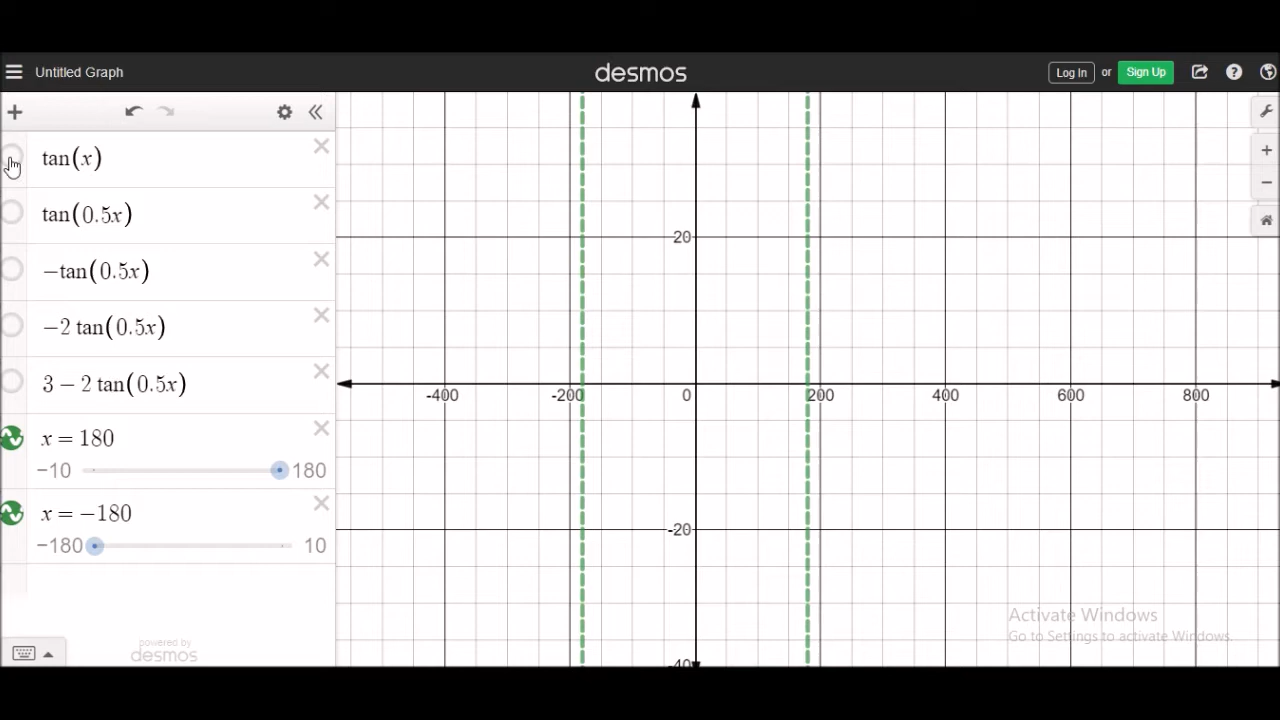 Untitled Graph
desmos
Log In or Sign Up
tan(x)
tan(0.5x)
−tan(0.5x)
−2 tan(0.5x)
3 − 2 tan(0.5x)
x = 180
−10 180
x = −180
−180 10
powered by
desmos
20
-400 -200 0 200 400 600 800
-20
-40
Activate Windows
Go to Settings to activate Windows.